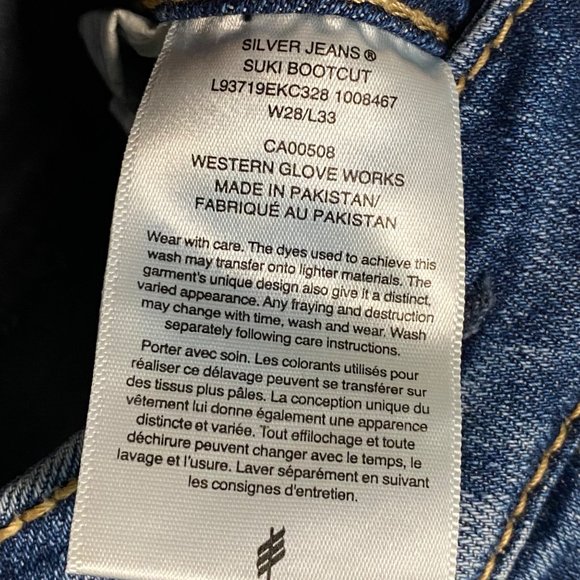 SILVER JEANS ®
SUKI BOOTCUT
L93719EKC328 1008467
W28/L33
CA00508
WESTERN GLOVE WORKS
MADE IN PAKISTAN/
FABRIQUÉ AU PAKISTAN
Wear with care. The dyes used to achieve this
wash may transfer onto lighter materials. The
garment's unique design also give it a distinct,
varied appearance. Any fraying and destruction
may change with time, wash and wear. Wash
separately following care instructions.
Porter avec soin. Les colorants utilisés pour
réaliser ce délavage peuvent se transférer sur
des tissus plus pâles. La conception unique du
vêtement lui donne également une apparence
distincte et variée. Tout effilochage et toute
déchirure peuvent changer avec le temps, le
lavage et l'usure. Laver séparément en suivant
les consignes d'entretien.